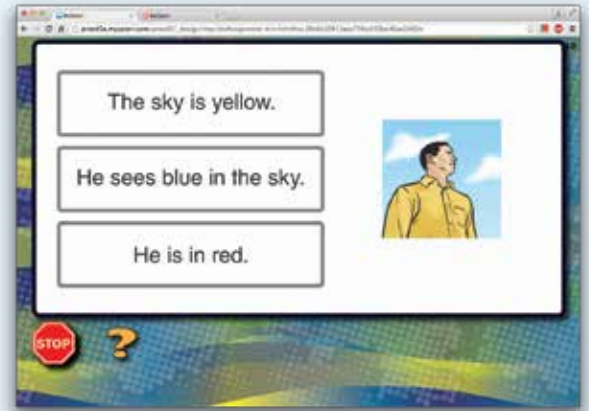 The sky is yellow.
He sees blue in the sky.
He is in red.
STOP
?